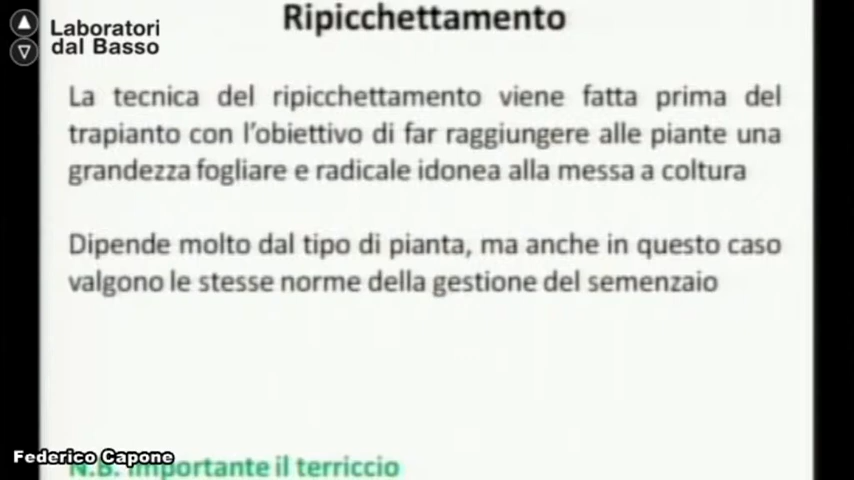 Ripicchettamento
Laboratori
dal Basso
La tecnica del ripicchettamento viene fatta prima del
trapianto con l'obiettivo di far raggiungere alle piante una
grandezza fogliare e radicale idonea alla messa a coltura
Dipende molto dal tipo di pianta, ma anche in questo caso
valgono le stesse norme della gestione del semenzaio
Federico Capone
N.B. Importante il terriccio